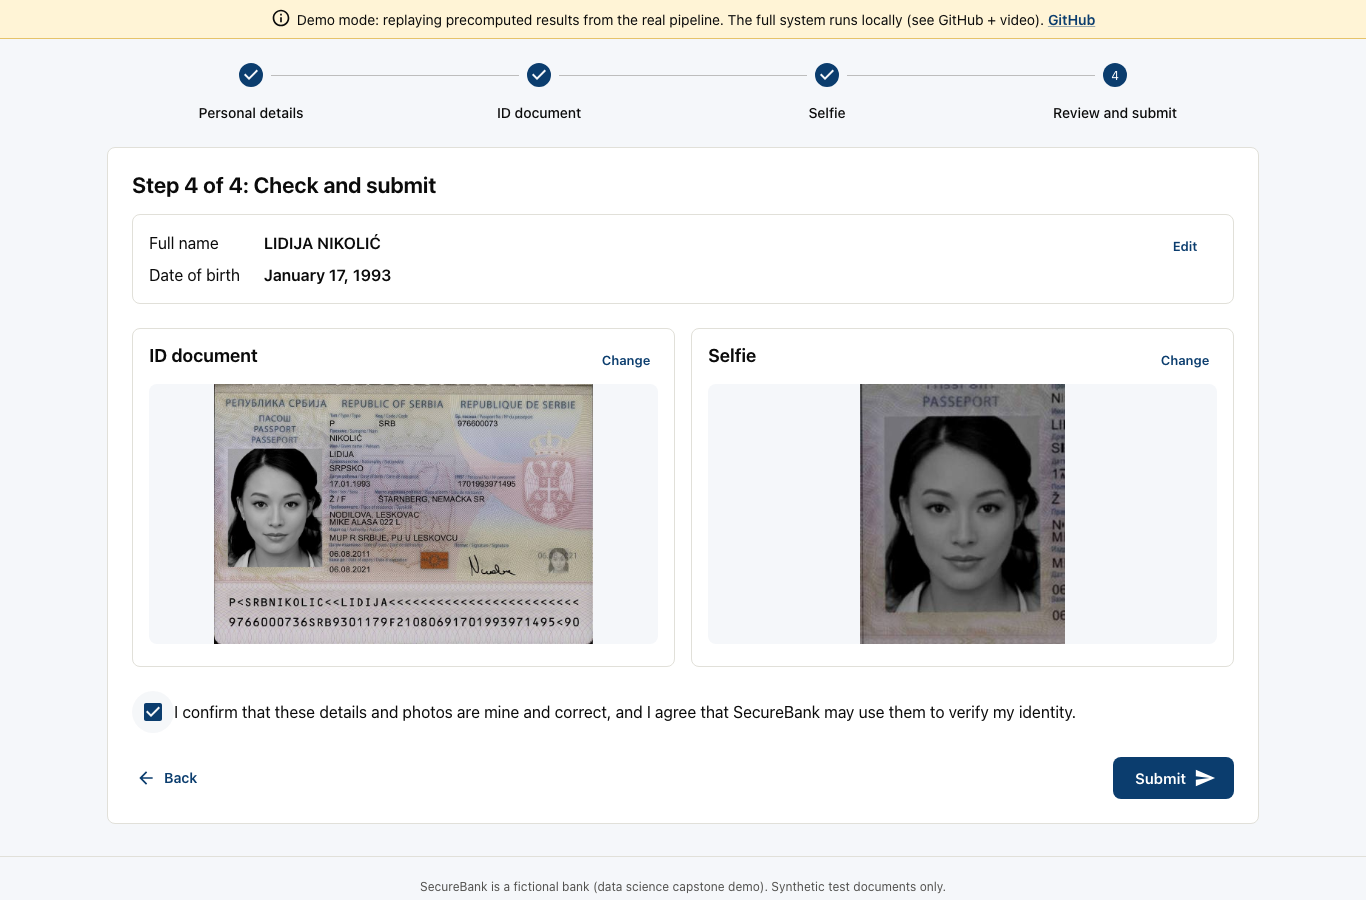 Demo mode: replaying precomputed results from the real pipeline. The full system runs locally (see GitHub + video). GitHub
Personal details
ID document
Selfie
4
Review and submit
Step 4 of 4: Check and submit
Full name LIDIJA NIKOLIĆ
Edit
Date of birth January 17, 1993
ID document
Change
РЕПУБЛИКА СРБИЈА REPUBLIC OF SERBIA REPUBLIQUE DE SERBIE
ПАСОШ
PASSPORT
PASSEPORT
P SRB 976600073
NIKOLIĆ
LIDIJA
SRPSKO
17.01.1993 1701993971495
Ž / F STARNBERG, NEMAČKA SR
NODILOVA, LESKOVAC
MIKE ALASA 022 L
MUP R SRBIJE, PU U LESKOVCU
06.08.2011
06.08.2021
P<SRBNIKOLIC<<LIDIJA<<<<<<<<<<<<<<<<<<<<<<<<
9766000736SRB9301179F21080691701993971495<90
Selfie
Change
PASSEPORT
I confirm that these details and photos are mine and correct, and I agree that SecureBank may use them to verify my identity.
Back
Submit
SecureBank is a fictional bank (data science capstone demo). Synthetic test documents only.